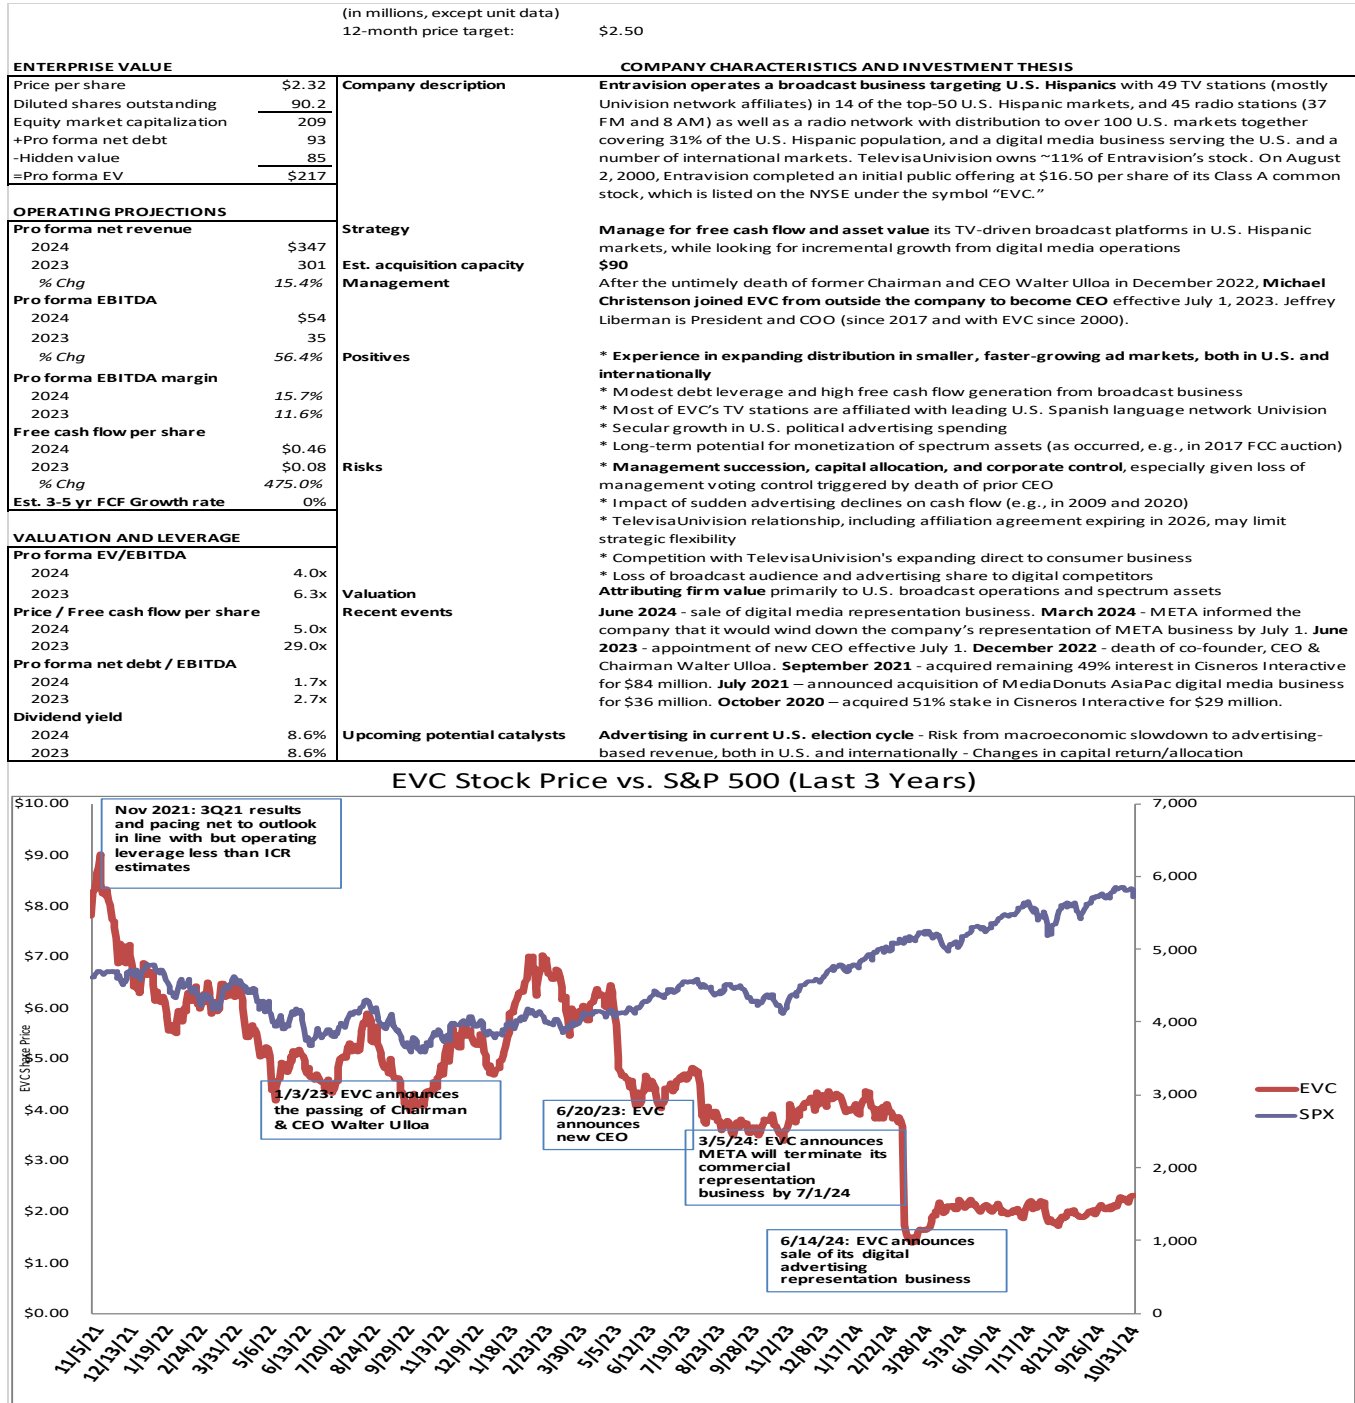 (in millions, except unit data)
12-month price target: $2.50
ENTERPRISE VALUE
COMPANY CHARACTERISTICS AND INVESTMENT THESIS
Price per share $2.32
Diluted shares outstanding 90.2
Equity market capitalization 209
+Pro forma net debt 93
-Hidden value 85
=Pro forma EV $217
Company description
Entravision operates a broadcast business targeting U.S. Hispanics with 49 TV stations (mostly
Univision network affiliates) in 14 of the top-50 U.S. Hispanic markets, and 45 radio stations (37
FM and 8 AM) as well as a radio network with distribution to over 100 U.S. markets together
covering 31% of the U.S. Hispanic population, and a digital media business serving the U.S. and a
number of international markets. TelevisaUnivision owns ~11% of Entravision’s stock. On August
2, 2000, Entravision completed an initial public offering at $16.50 per share of its Class A common
stock, which is listed on the NYSE under the symbol “EVC.”
OPERATING PROJECTIONS
Pro forma net revenue
2024 $347
2023 301
% Chg 15.4%
Pro forma EBITDA
2024 $54
2023 35
% Chg 56.4%
Pro forma EBITDA margin
2024 15.7%
2023 11.6%
Free cash flow per share
2024 $0.46
2023 $0.08
% Chg 475.0%
Est. 3-5 yr FCF Growth rate 0%
Strategy
Manage for free cash flow and asset value its TV-driven broadcast platforms in U.S. Hispanic
markets, while looking for incremental growth from digital media operations
Est. acquisition capacity $90
Management
After the untimely death of former Chairman and CEO Walter Ulloa in December 2022, Michael
Christenson joined EVC from outside the company to become CEO effective July 1, 2023. Jeffrey
Liberman is President and COO (since 2017 and with EVC since 2000).
Positives
* Experience in expanding distribution in smaller, faster-growing ad markets, both in U.S. and
internationally
* Modest debt leverage and high free cash flow generation from broadcast business
* Most of EVC’s TV stations are affiliated with leading U.S. Spanish language network Univision
* Secular growth in U.S. political advertising spending
* Long-term potential for monetization of spectrum assets (as occurred, e.g., in 2017 FCC auction)
Risks
* Management succession, capital allocation, and corporate control, especially given loss of
management voting control triggered by death of prior CEO
* Impact of sudden advertising declines on cash flow (e.g., in 2009 and 2020)
* TelevisaUnivision relationship, including affiliation agreement expiring in 2026, may limit
strategic flexibility
* Competition with TelevisaUnivision's expanding direct to consumer business
* Loss of broadcast audience and advertising share to digital competitors
VALUATION AND LEVERAGE
Pro forma EV/EBITDA
2024 4.0x
2023 6.3x
Price / Free cash flow per share
2024 5.0x
2023 29.0x
Pro forma net debt / EBITDA
2024 1.7x
2023 2.7x
Dividend yield
2024 8.6%
2023 8.6%
Valuation
Attributing firm value primarily to U.S. broadcast operations and spectrum assets
Recent events
June 2024 - sale of digital media representation business. March 2024 - META informed the
company that it would wind down the company’s representation of META business by July 1. June
2023 - appointment of new CEO effective July 1. December 2022 - death of co-founder, CEO &
Chairman Walter Ulloa. September 2021 - acquired remaining 49% interest in Cisneros Interactive
for $84 million. July 2021 – announced acquisition of MediaDonuts AsiaPac digital media business
for $36 million. October 2020 – acquired 51% stake in Cisneros Interactive for $29 million.
Upcoming potential catalysts
Advertising in current U.S. election cycle - Risk from macroeconomic slowdown to advertising-
based revenue, both in U.S. and internationally - Changes in capital return/allocation
EVC Stock Price vs. S&P 500 (Last 3 Years)
$10.00
$9.00
$8.00
$7.00
$6.00
$5.00
$4.00
$3.00
$2.00
$1.00
$0.00
EVC Share Price
Nov 2021: 3Q21 results
and pacing net to outlook
in line with but operating
leverage less than ICR
estimates
1/3/23: EVC announces
the passing of Chairman
& CEO Walter Ulloa
6/20/23: EVC
announces
new CEO
3/5/24: EVC announces
META will terminate its
commercial
representation
business by 7/1/24
6/14/24: EVC announces
sale of its digital
advertising
representation business
7,000
6,000
5,000
4,000
3,000
2,000
1,000
0
EVC
SPX
11/5/21
12/13/21
1/19/22
2/24/22
3/31/22
5/6/22
6/13/22
7/20/22
8/24/22
9/29/22
11/3/22
12/9/22
1/18/23
2/23/23
3/30/23
5/5/23
6/12/23
7/19/23
8/23/23
9/28/23
11/2/23
12/8/23
1/17/24
2/22/24
3/28/24
5/3/24
6/10/24
7/17/24
8/21/24
9/26/24
10/31/24